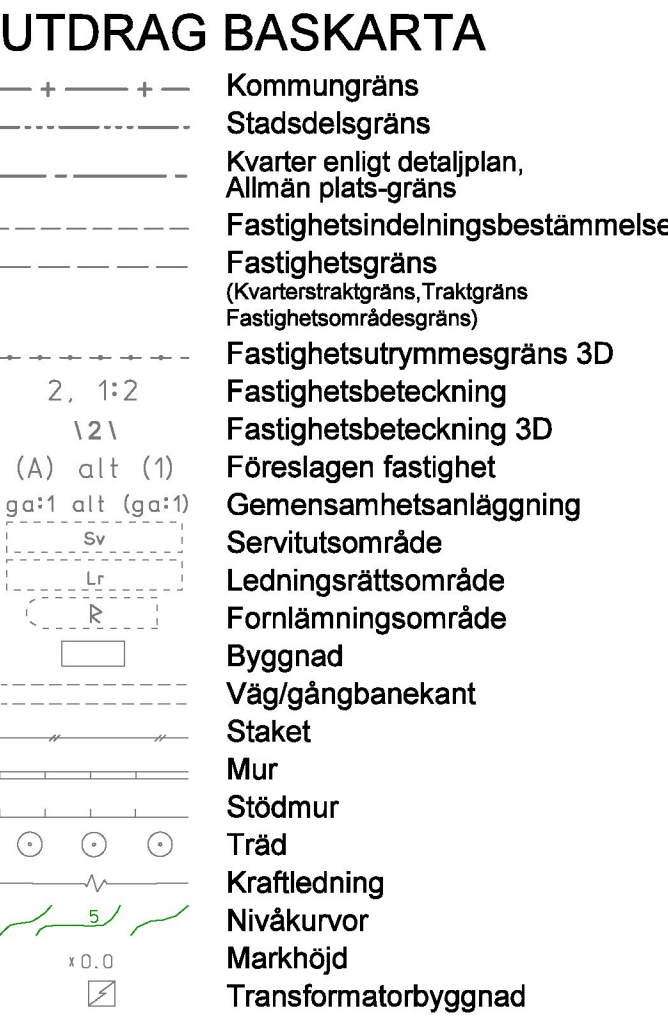 UTDRAG BASKARTA
Kommungräns
Stadsdelsgräns
Kvarter enligt detaljplan,
Allmän plats-gräns
Fastighetsindelningsbestämmelse
Fastighetsgräns
(Kvarterstraktgräns,Traktgräns
Fastighetsområdesgräns)
Fastighetsutrymmesgräns 3D
2, 1:2 Fastighetsbeteckning
\2\ Fastighetsbeteckning 3D
(A) alt (1) Föreslagen fastighet
ga:1 alt (ga:1) Gemensamhetsanläggning
Sv Servitutsområde
Lr Ledningsrättsområde
R Fornlämningsområde
Byggnad
Väg/gångbanekant
Staket
Mur
Stödmur
Träd
Kraftledning
5 Nivåkurvor
x0.0 Markhöjd
Transformatorbyggnad